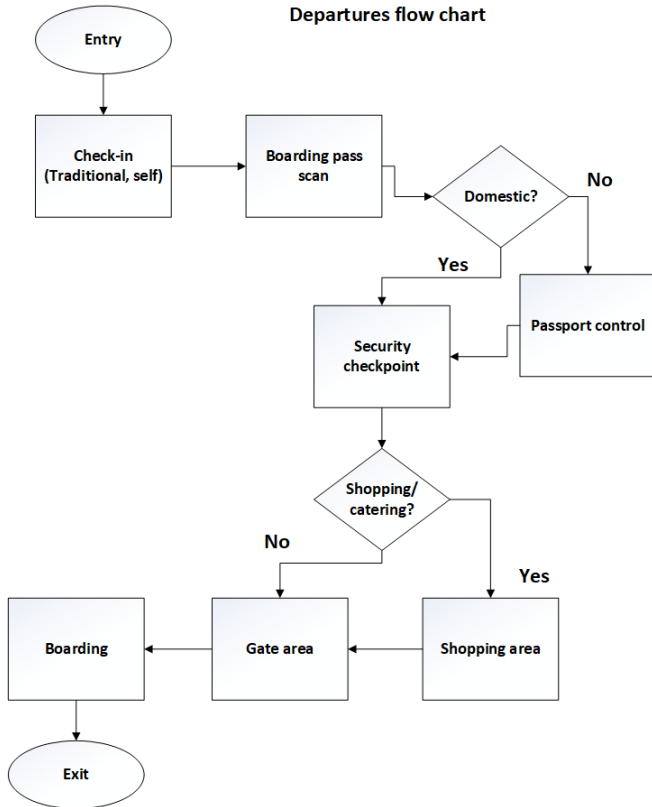 Departures flow chart
Entry
Check-in
(Traditional, self)
Boarding pass
scan
Domestic?
No
Yes
Passport control
Security
checkpoint
Shopping/
catering?
No
Yes
Boarding
Gate area
Shopping area
Exit